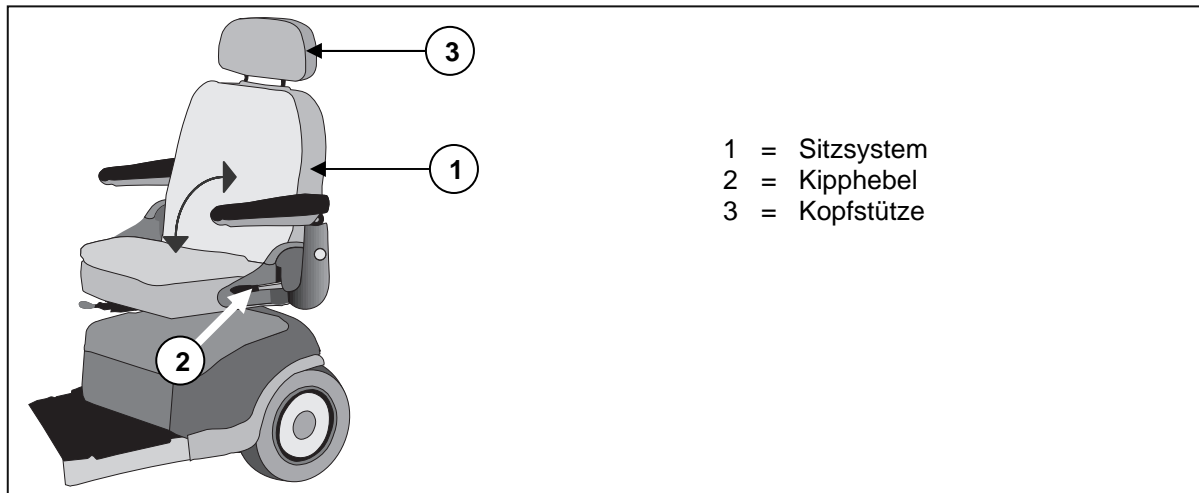 3
1
2
1 = Sitzsystem
2 = Kipphebel
3 = Kopfstütze